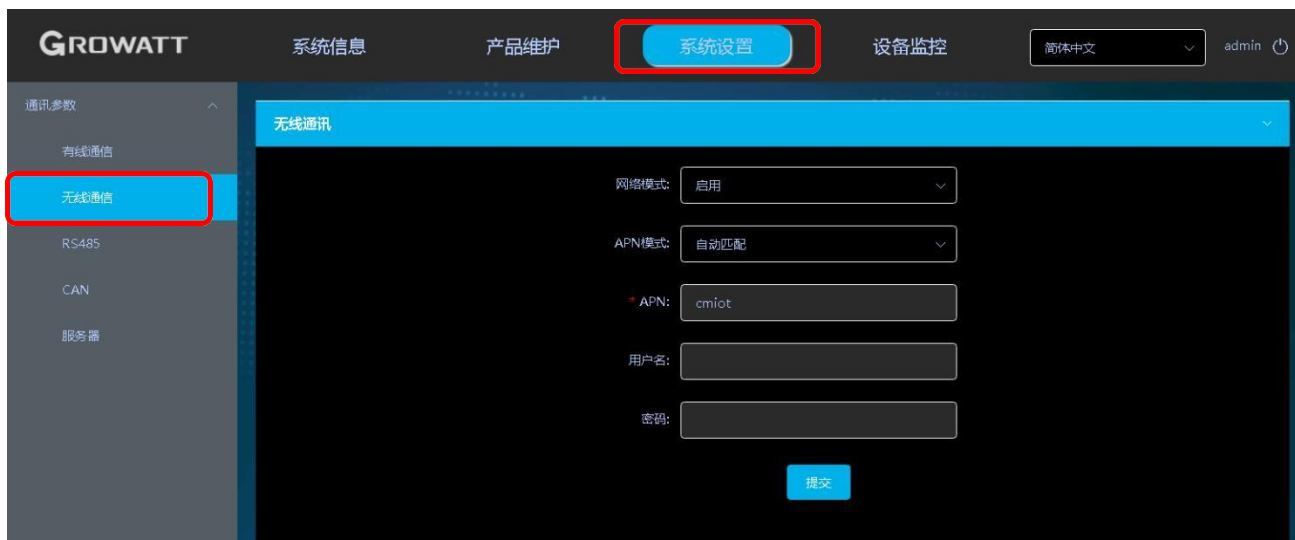 GROWATT 系统信息 产品维护 系统设置 设备监控 简体中文 admin
通讯参数
无线通讯
有线通信
网络模式: 启用
无线通信
RS485
APN模式: 自动匹配
CAN
* APN: cmiot
服务器
用户名:
密码:
提交